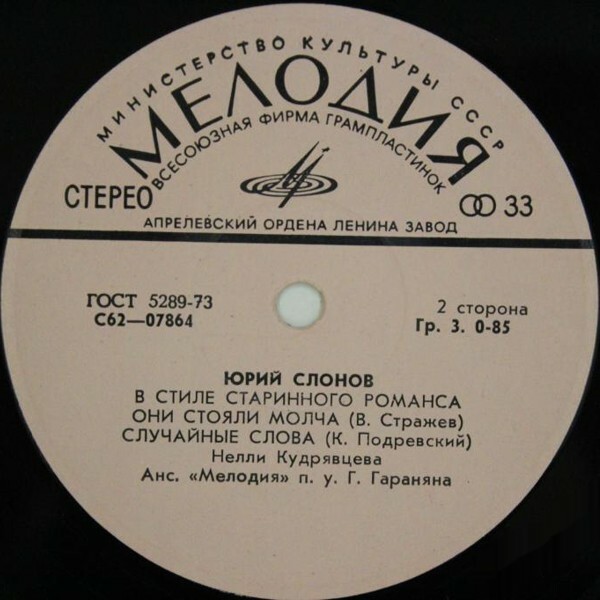 МИНИСТЕРСТВО КУЛЬТУРЫ СССР
МЕЛОДИЯ
ВСЕСОЮЗНАЯ ФИРМА ГРАМПЛАСТИНОК
СТЕРЕО
33
АПРЕЛЕВСКИЙ ОРДЕНА ЛЕНИНА ЗАВОД
ГОСТ 5289-73
С62—07864
2 сторона
Гр. 3. 0-85
ЮРИЙ СЛОНОВ
В СТИЛЕ СТАРИННОГО РОМАНСА
ОНИ СТОЯЛИ МОЛЧА (В. Стражев)
СЛУЧАЙНЫЕ СЛОВА (К. Подревский)
Нелли Кудрявцева
Анс. «Мелодия» п. у. Г. Гараняна